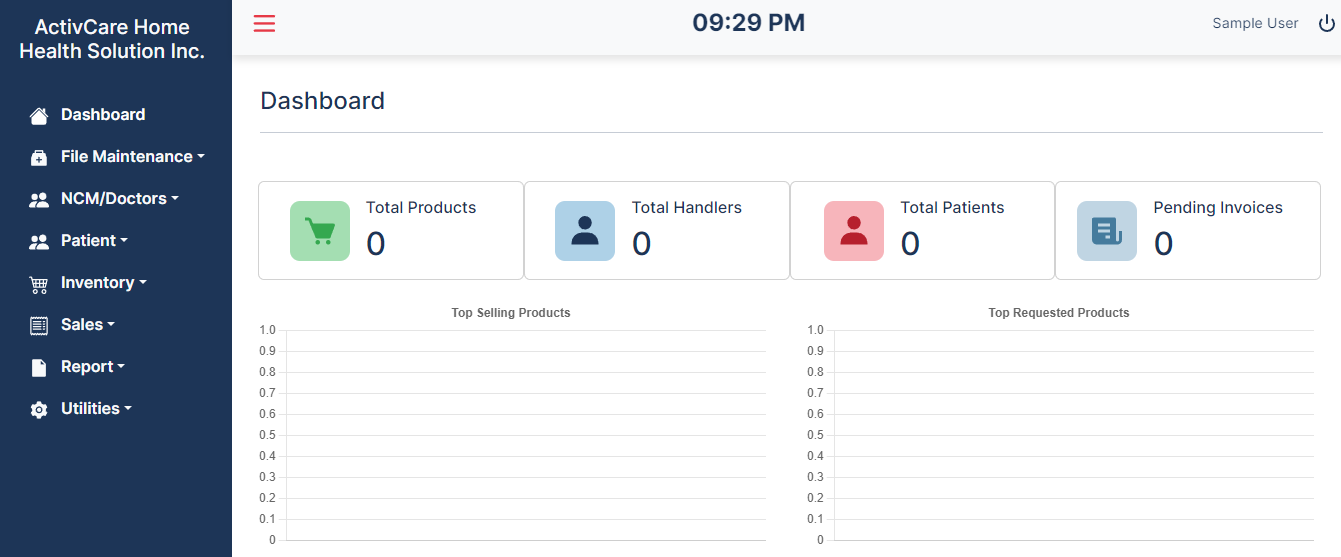 ActivCare Home
Health Solution Inc.
09:29 PM
Sample User
Dashboard
File Maintenance
NCM/Doctors
Patient
Inventory
Sales
Report
Utilities
Dashboard
Total Products
0
Total Handlers
0
Total Patients
0
Pending Invoices
0
Top Selling Products
1.0
0.9
0.8
0.7
0.6
0.5
0.4
0.3
0.2
0.1
0
Top Requested Products
1.0
0.9
0.8
0.7
0.6
0.5
0.4
0.3
0.2
0.1
0